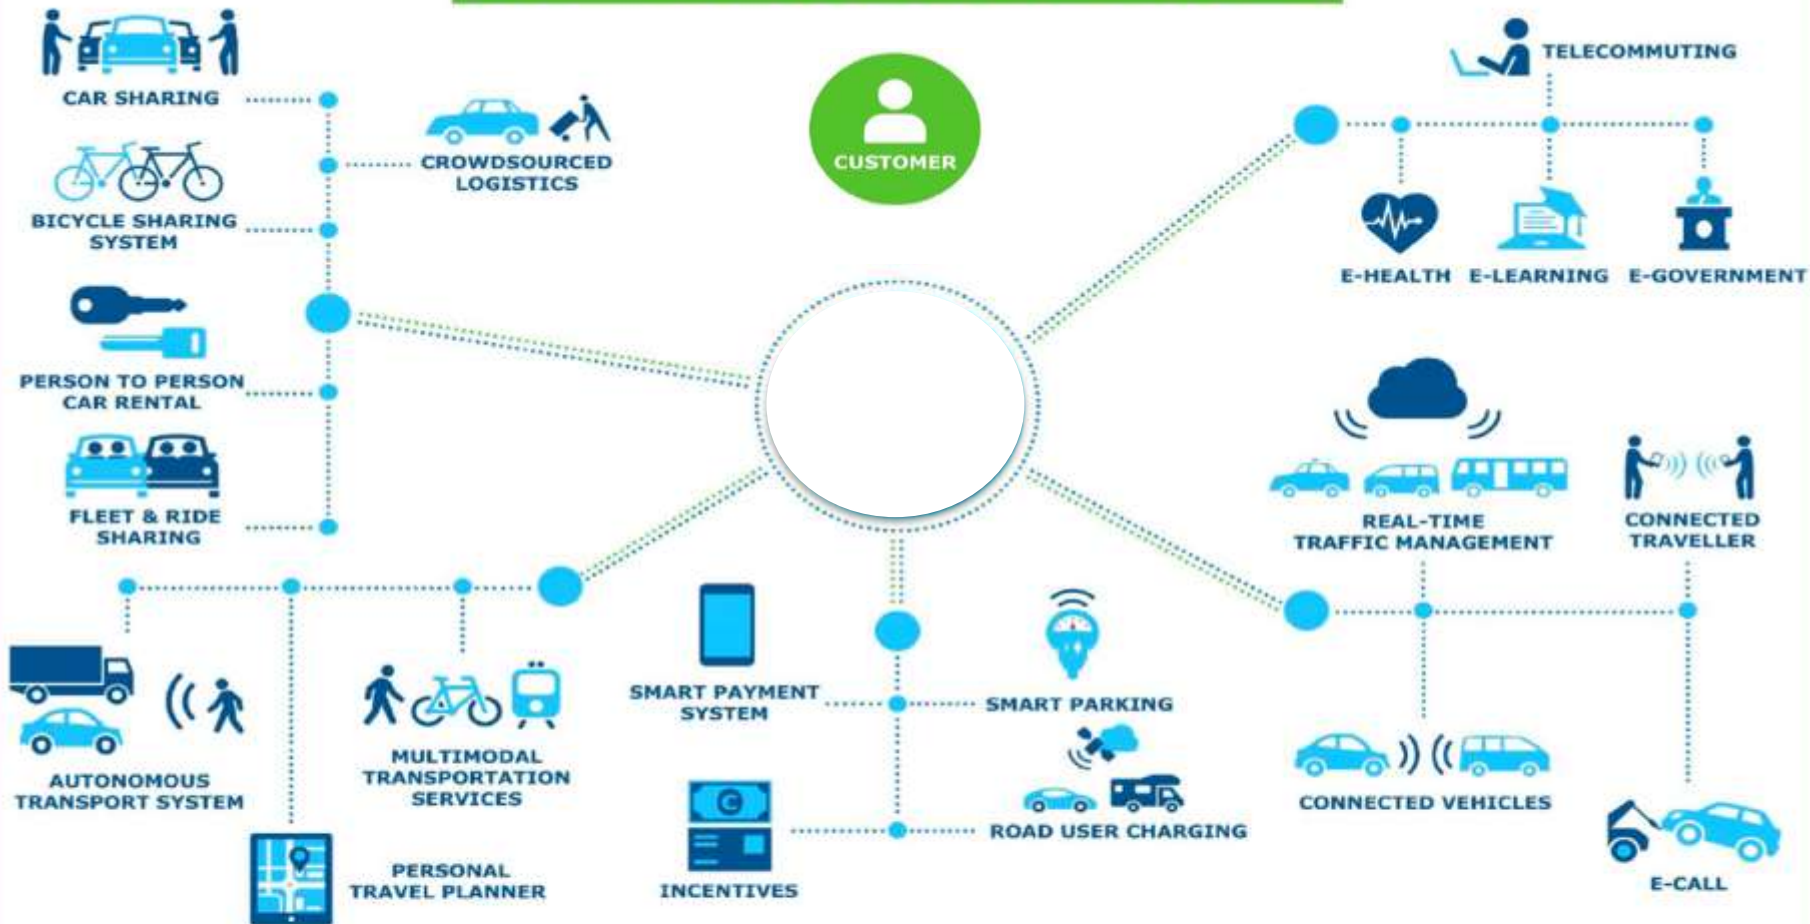 CAR SHARING
CROWDSOURCED
LOGISTICS
BICYCLE SHARING
SYSTEM
PERSON TO PERSON
CAR RENTAL
FLEET & RIDE
SHARING
CUSTOMER
TELECOMMUTING
E-HEALTH
E-LEARNING
E-GOVERNMENT
REAL-TIME
TRAFFIC MANAGEMENT
CONNECTED
TRAVELLER
AUTONOMOUS
TRANSPORT SYSTEM
MULTIMODAL
TRANSPORTATION
SERVICES
PERSONAL
TRAVEL PLANNER
SMART PAYMENT
SYSTEM
SMART PARKING
INCENTIVES
ROAD USER CHARGING
CONNECTED VEHICLES
E-CALL